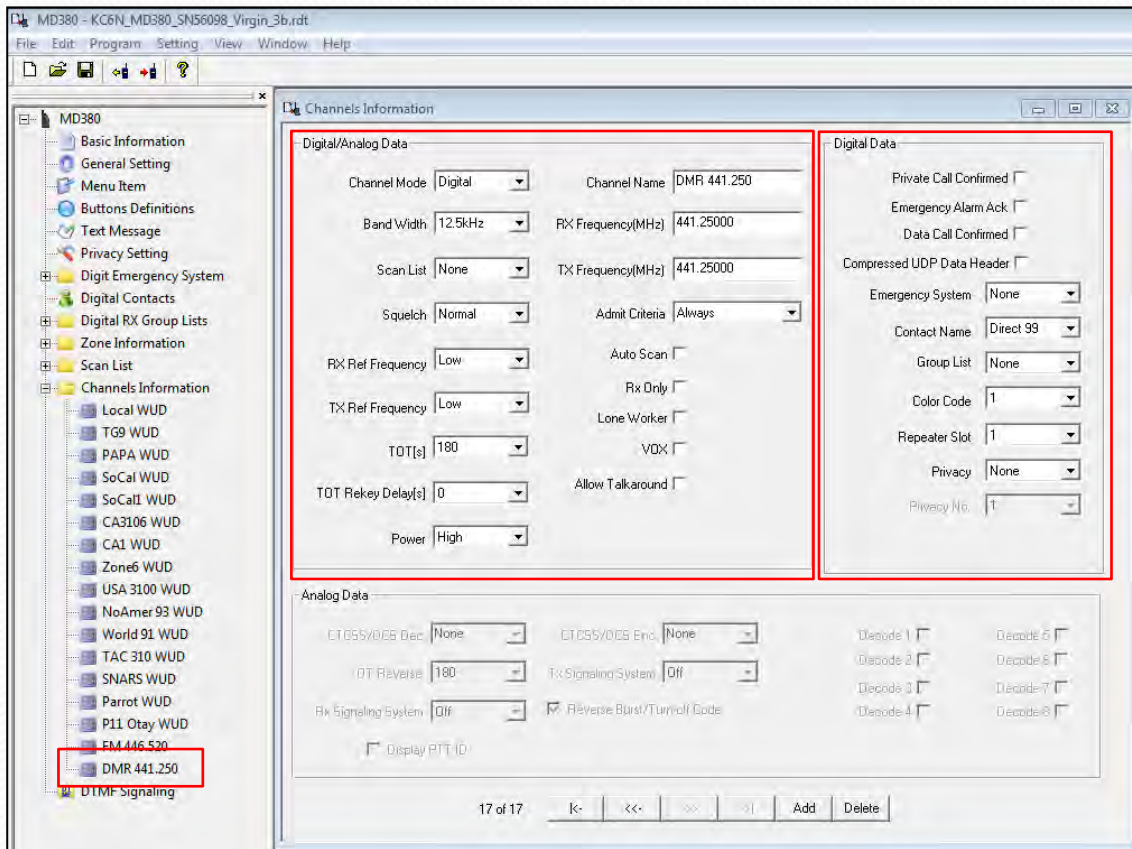 MD380 - KC6N_MD380_SN56098_Virgin_3b.rdt
File Edit Program Setting View Window Help
MD380
Basic Information
General Setting
Menu Item
Buttons Definitions
Text Message
Privacy Setting
Digit Emergency System
Digital Contacts
Digital RX Group Lists
Zone Information
Scan List
Channels Information
Local WUD
TG9 WUD
PAPA WUD
SoCal WUD
SoCal1 WUD
CA3106 WUD
CA1 WUD
Zone6 WUD
USA 3100 WUD
NoAmer 93 WUD
World 91 WUD
TAC 310 WUD
SNARS WUD
Parrot WUD
P11 Otay WUD
FM 446.520
DMR 441.250
DTMF Signaling
Channels Information
Digital/Analog Data
Channel Mode Digital
Band Width 12.5kHz
Scan List None
Squelch Normal
RX Ref Frequency Low
TX Ref Frequency Low
TOT[s] 180
TOT Rekey Delay[s] 0
Power High
Channel Name DMR 441.250
RX Frequency(MHz) 441.25000
TX Frequency(MHz) 441.25000
Admit Criteria Always
Auto Scan
Rx Only
Lone Worker
VOX
Allow Talkaround
Digital Data
Private Call Confirmed
Emergency Alarm Ack
Data Call Confirmed
Compressed UDP Data Header
Emergency System None
Contact Name Direct 99
Group List None
Color Code 1
Repeater Slot 1
Privacy None
Privacy No. 1
Analog Data
CTCSS/DCS Dec None
QT Reverse 180
Rx Signaling System Off
Display PTT ID
CTCSS/DCS Enc None
Tx Signaling System Off
Reverse Burst/Turn-off Code
Decode 1 Decode 5
Decode 2 Decode 6
Decode 3 Decode 7
Decode 4 Decode 8
17 of 17 |<- <<- >> ->| Add Delete